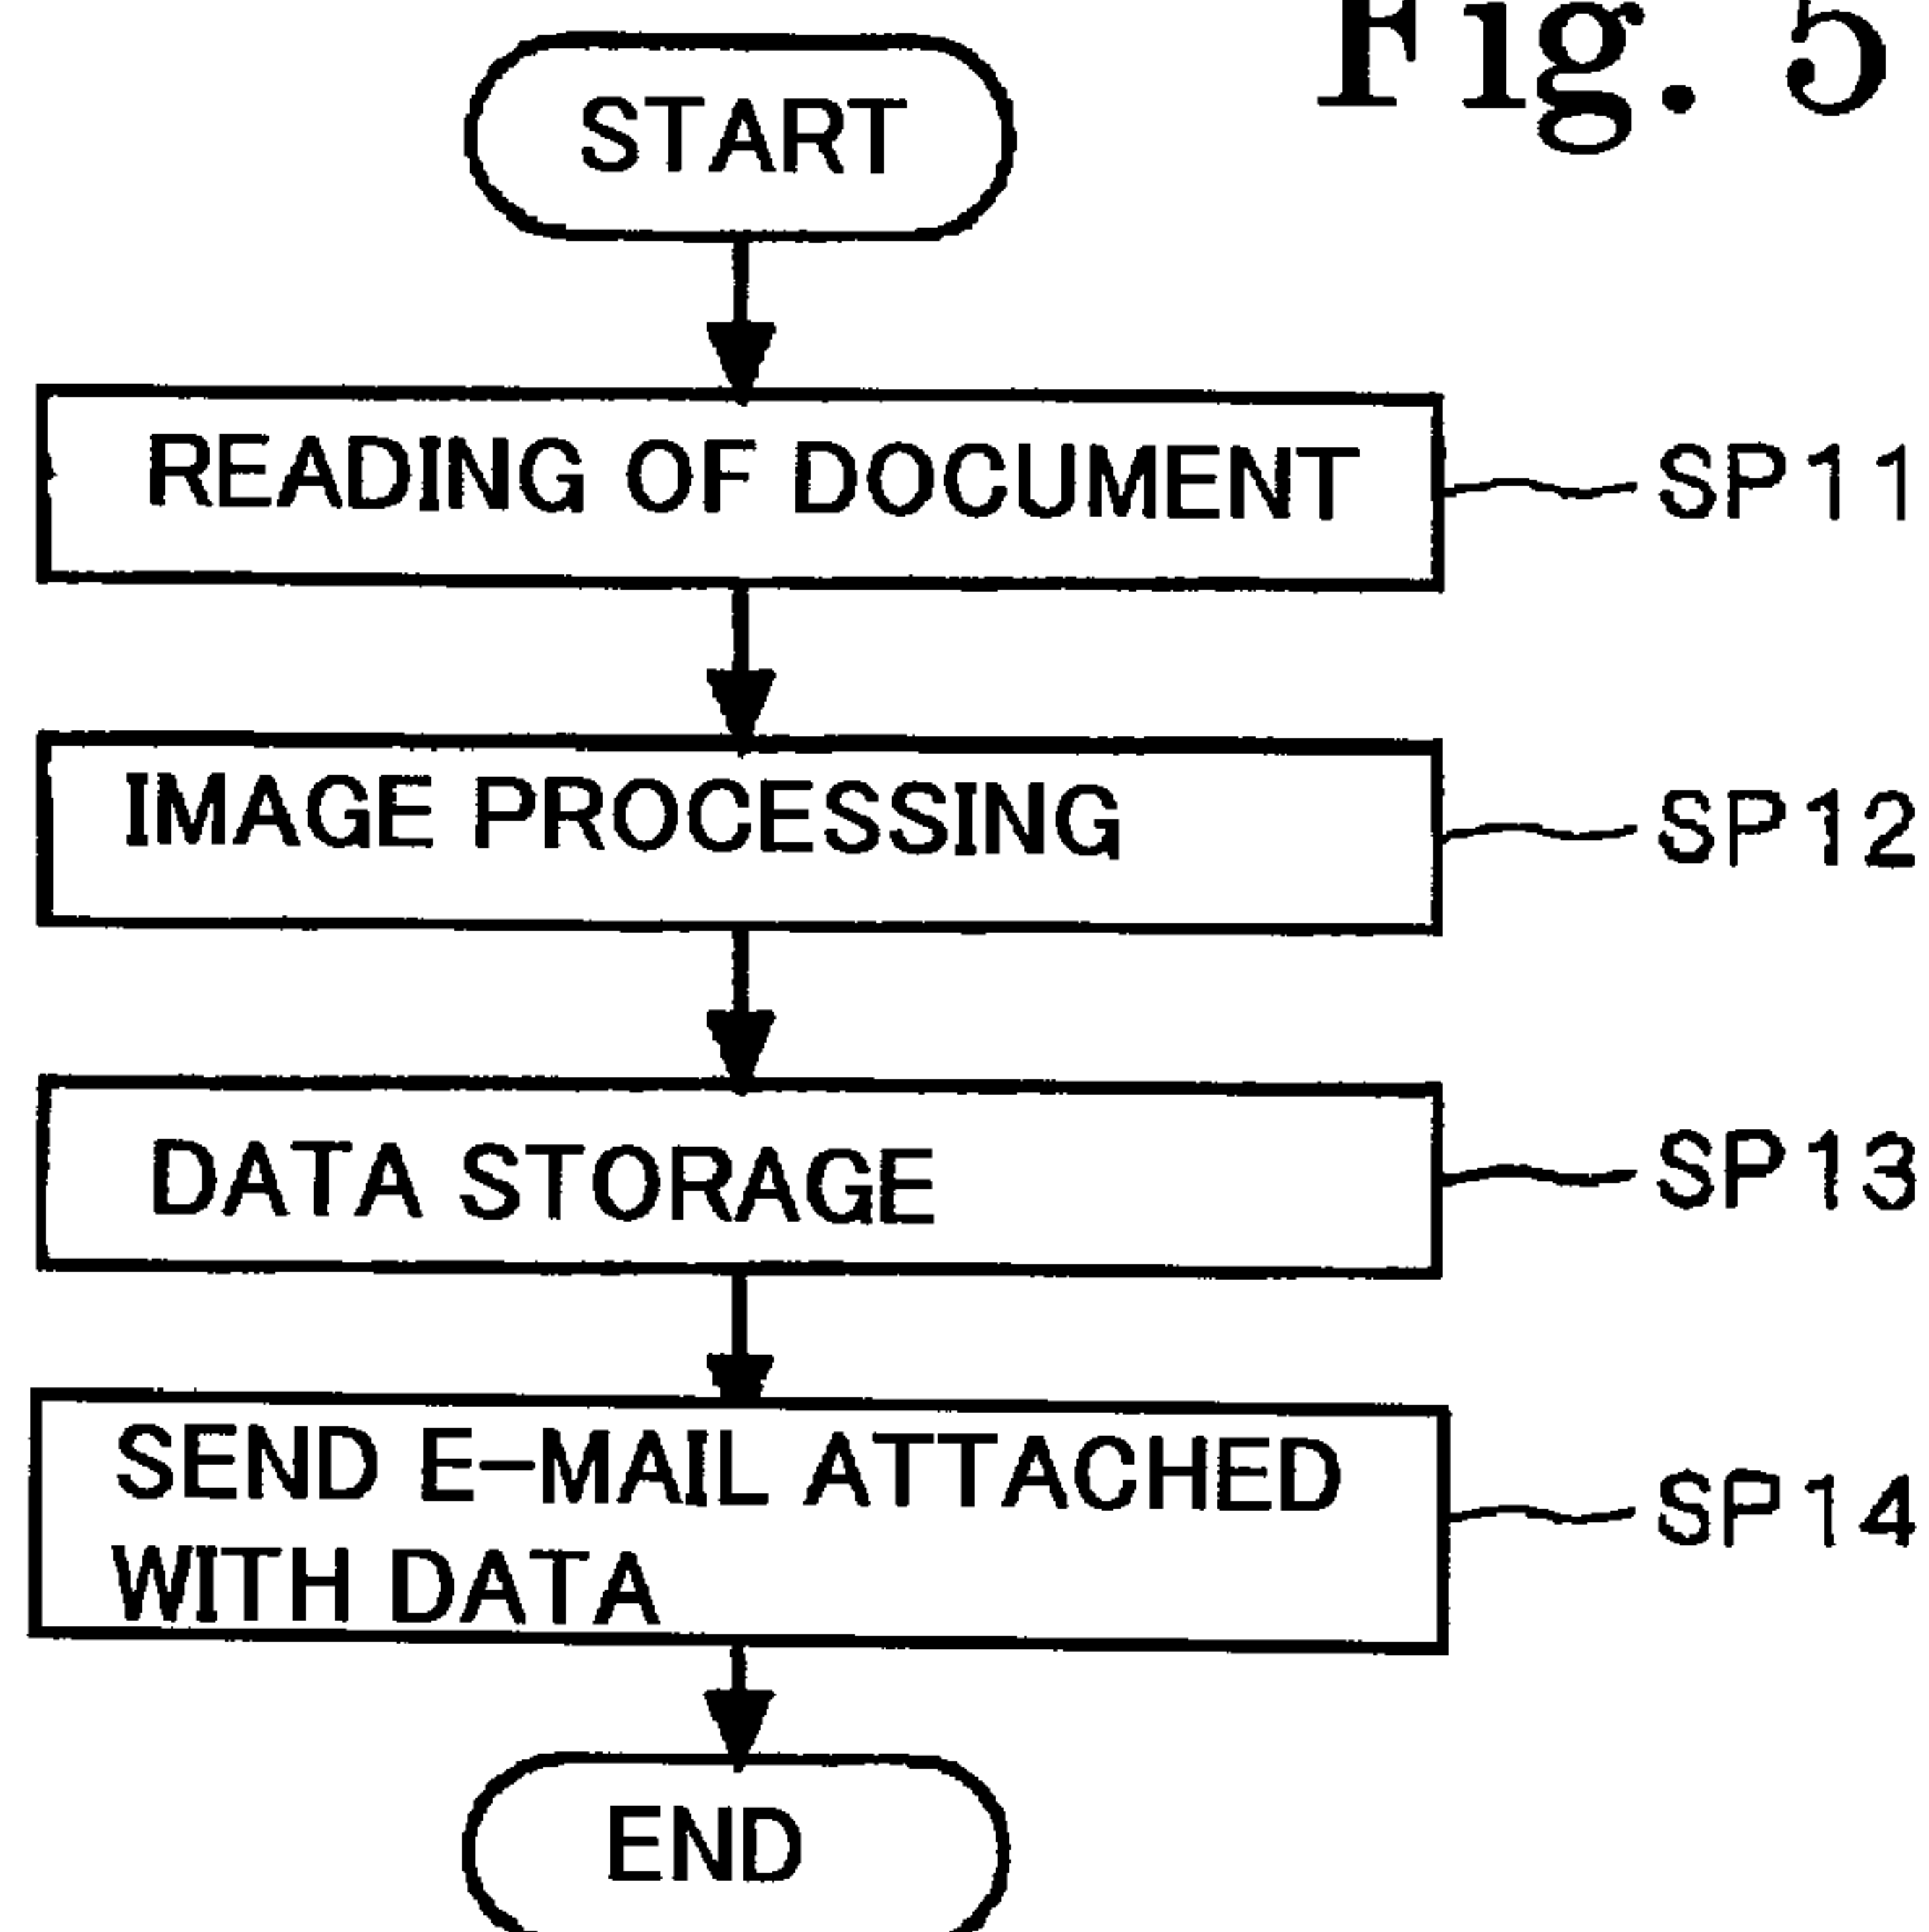 Fig. 5
START
READING OF DOCUMENT
SP11
IMAGE PROCESSING
SP12
DATA STORAGE
SP13
SEND E-MAIL ATTACHED
WITH DATA
SP14
END